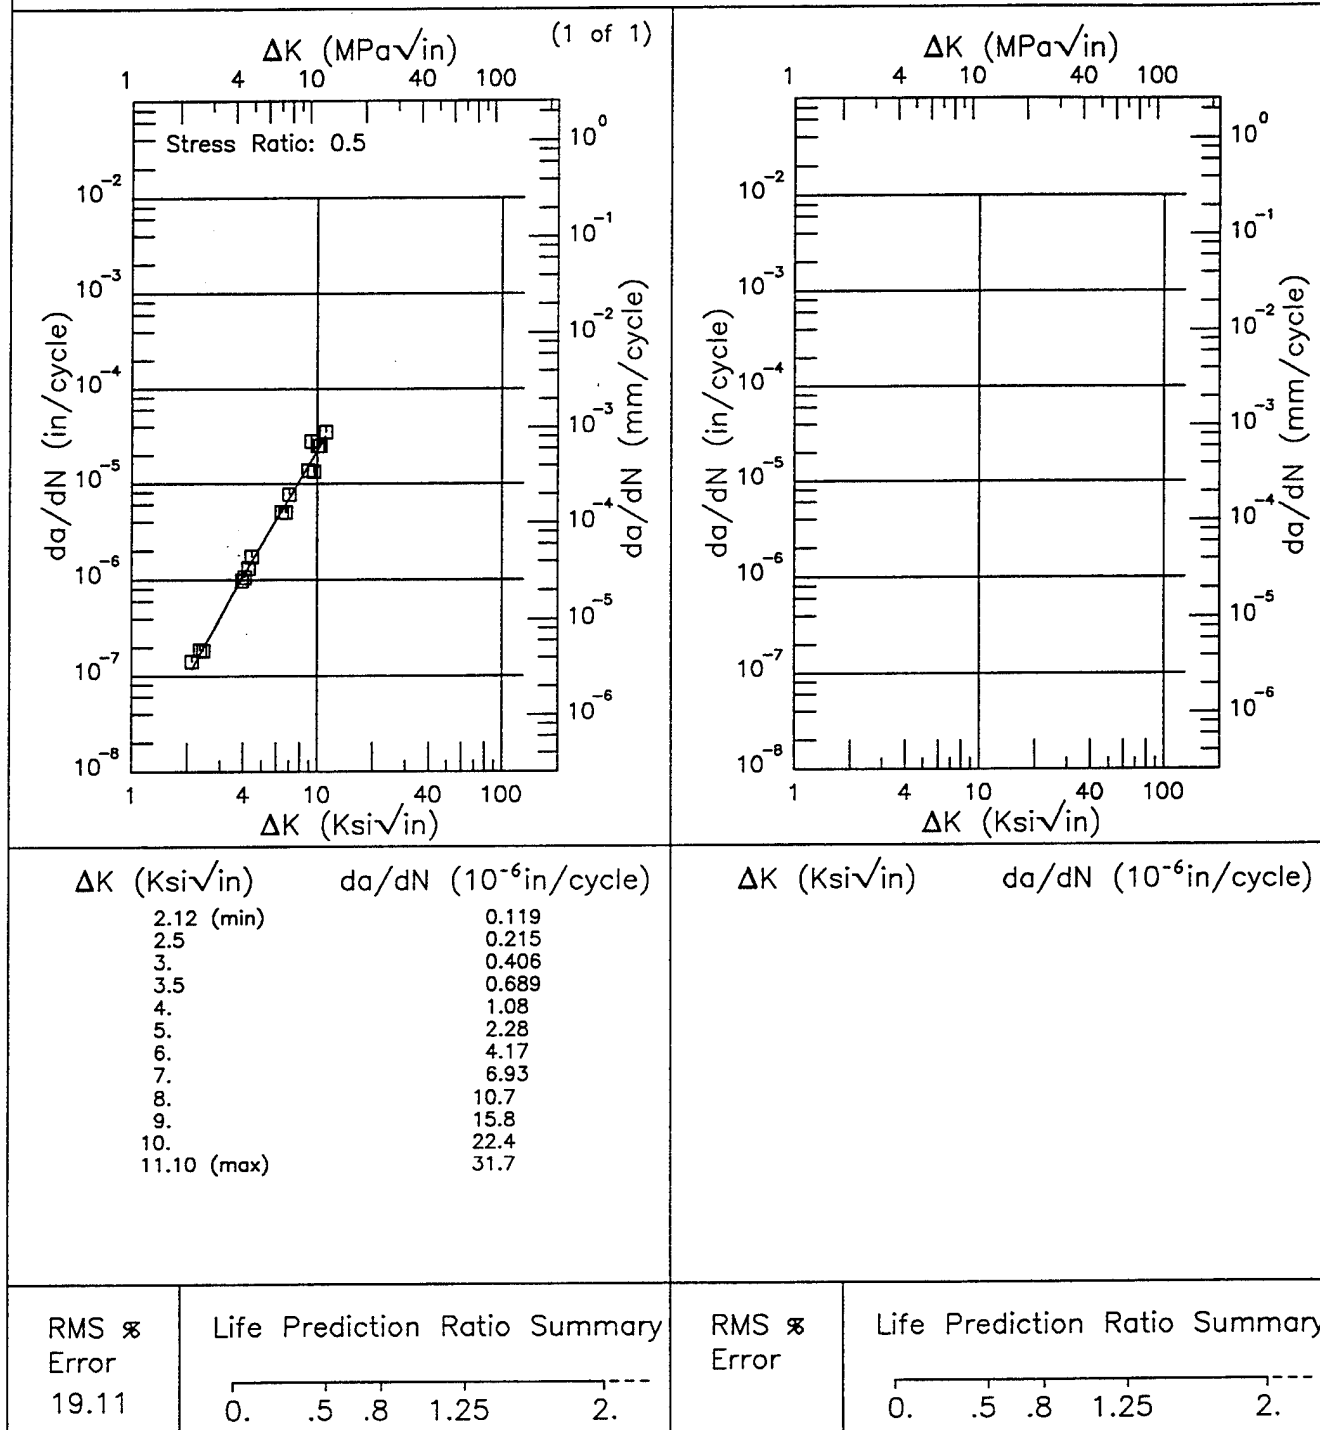 (1 of 1)
ΔK (MPa√in)
1 4 10 40 100
Stress Ratio: 0.5
10⁻²
10⁻³
10⁻⁴
10⁻⁵
10⁻⁶
10⁻⁷
10⁻⁸
da/dN (in/cycle)
10⁰
10⁻¹
10⁻²
10⁻³
10⁻⁴
10⁻⁵
10⁻⁶
da/dN (mm/cycle)
1 4 10 40 100
ΔK (Ksi√in)
ΔK (MPa√in)
1 4 10 40 100
10⁻²
10⁻³
10⁻⁴
10⁻⁵
10⁻⁶
10⁻⁷
10⁻⁸
da/dN (in/cycle)
10⁰
10⁻¹
10⁻²
10⁻³
10⁻⁴
10⁻⁵
10⁻⁶
da/dN (mm/cycle)
1 4 10 40 100
ΔK (Ksi√in)
ΔK (Ksi√in) da/dN (10⁻⁶in/cycle)
2.12 (min) 0.119
2.5 0.215
3. 0.406
3.5 0.689
4. 1.08
5. 2.28
6. 4.17
7. 6.93
8. 10.7
9. 15.8
10. 22.4
11.10 (max) 31.7
ΔK (Ksi√in) da/dN (10⁻⁶in/cycle)
RMS %
Error
19.11
Life Prediction Ratio Summary
0. .5 .8 1.25 2.
RMS %
Error
Life Prediction Ratio Summary
0. .5 .8 1.25 2.